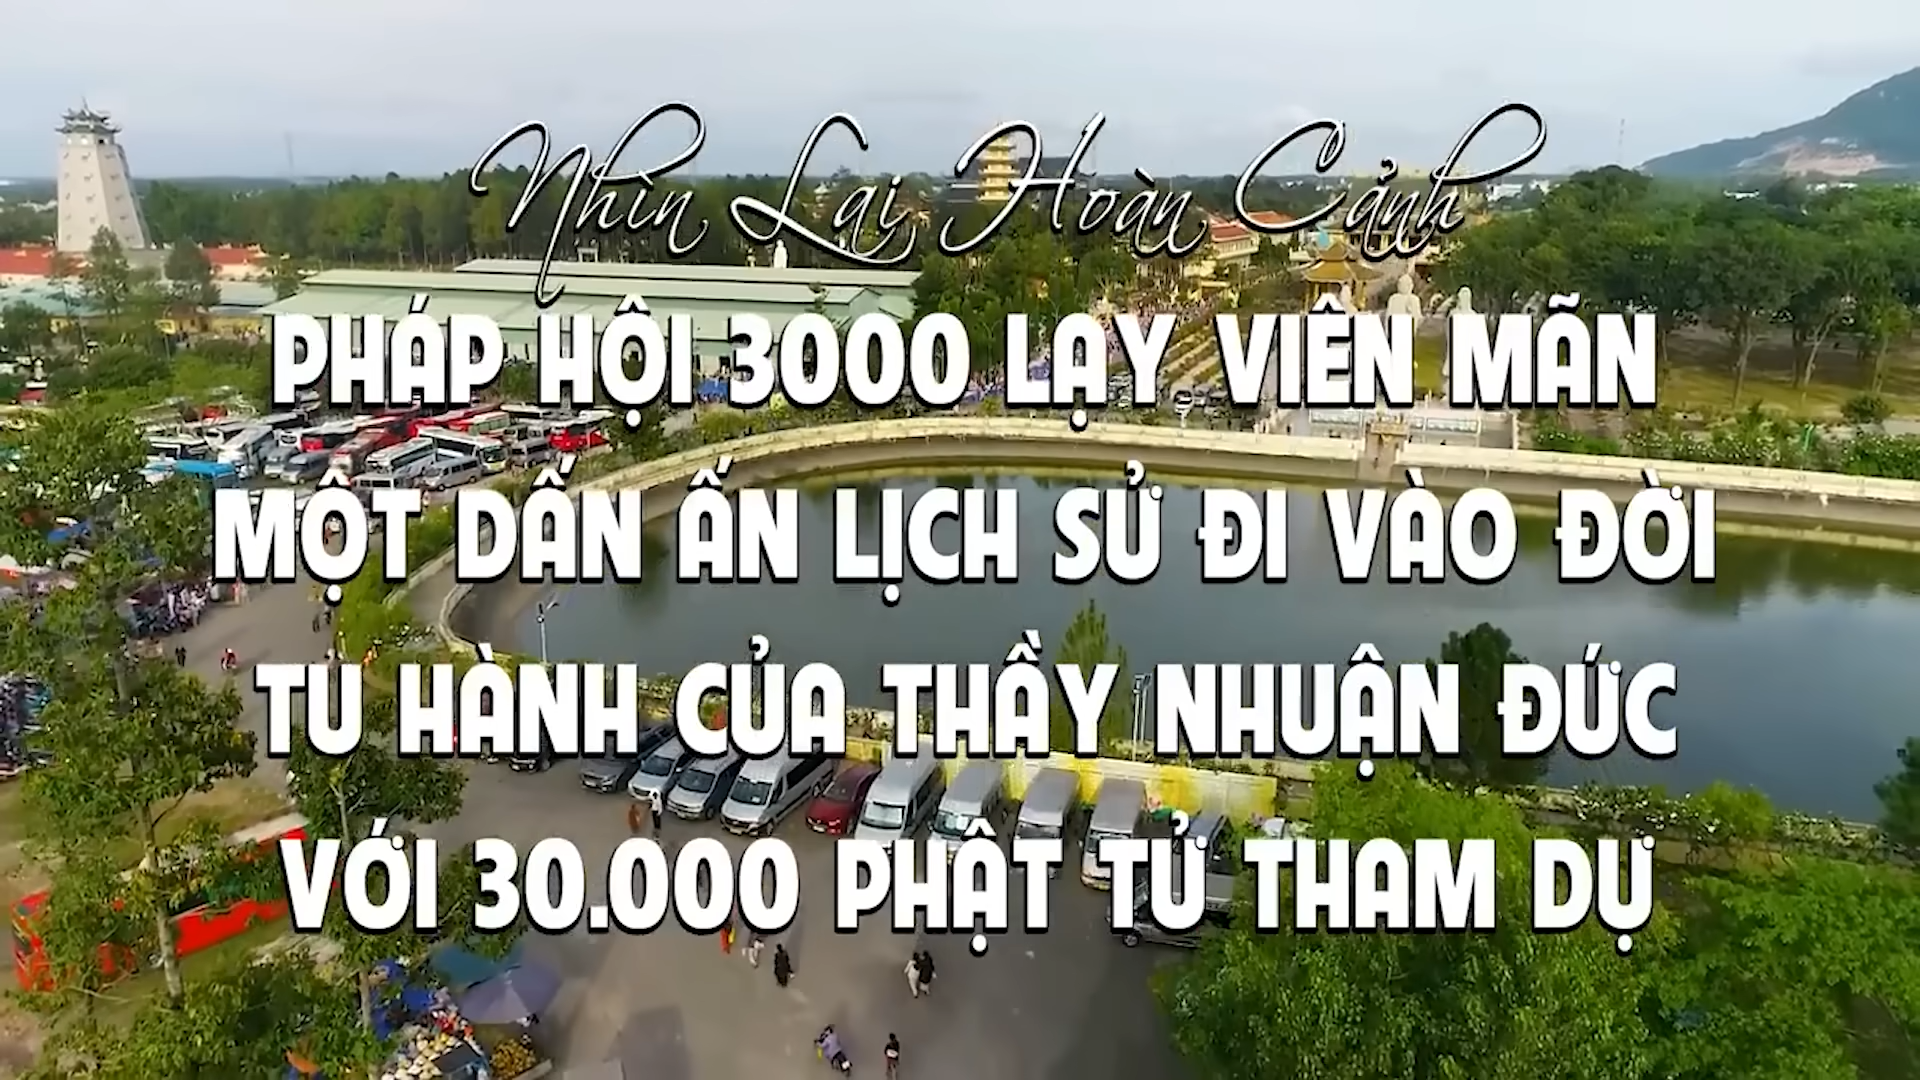 Nhìn Lại Hoàn Cảnh
PHÁP HỘI 3000 LẠY VIÊN MÃN
MỘT DẤU ẤN LỊCH SỬ ĐI VÀO ĐỜI
TU HÀNH CỦA THẦY NHUẬN ĐỨC
VỚI 30.000 PHẬT TỬ THAM DỰ